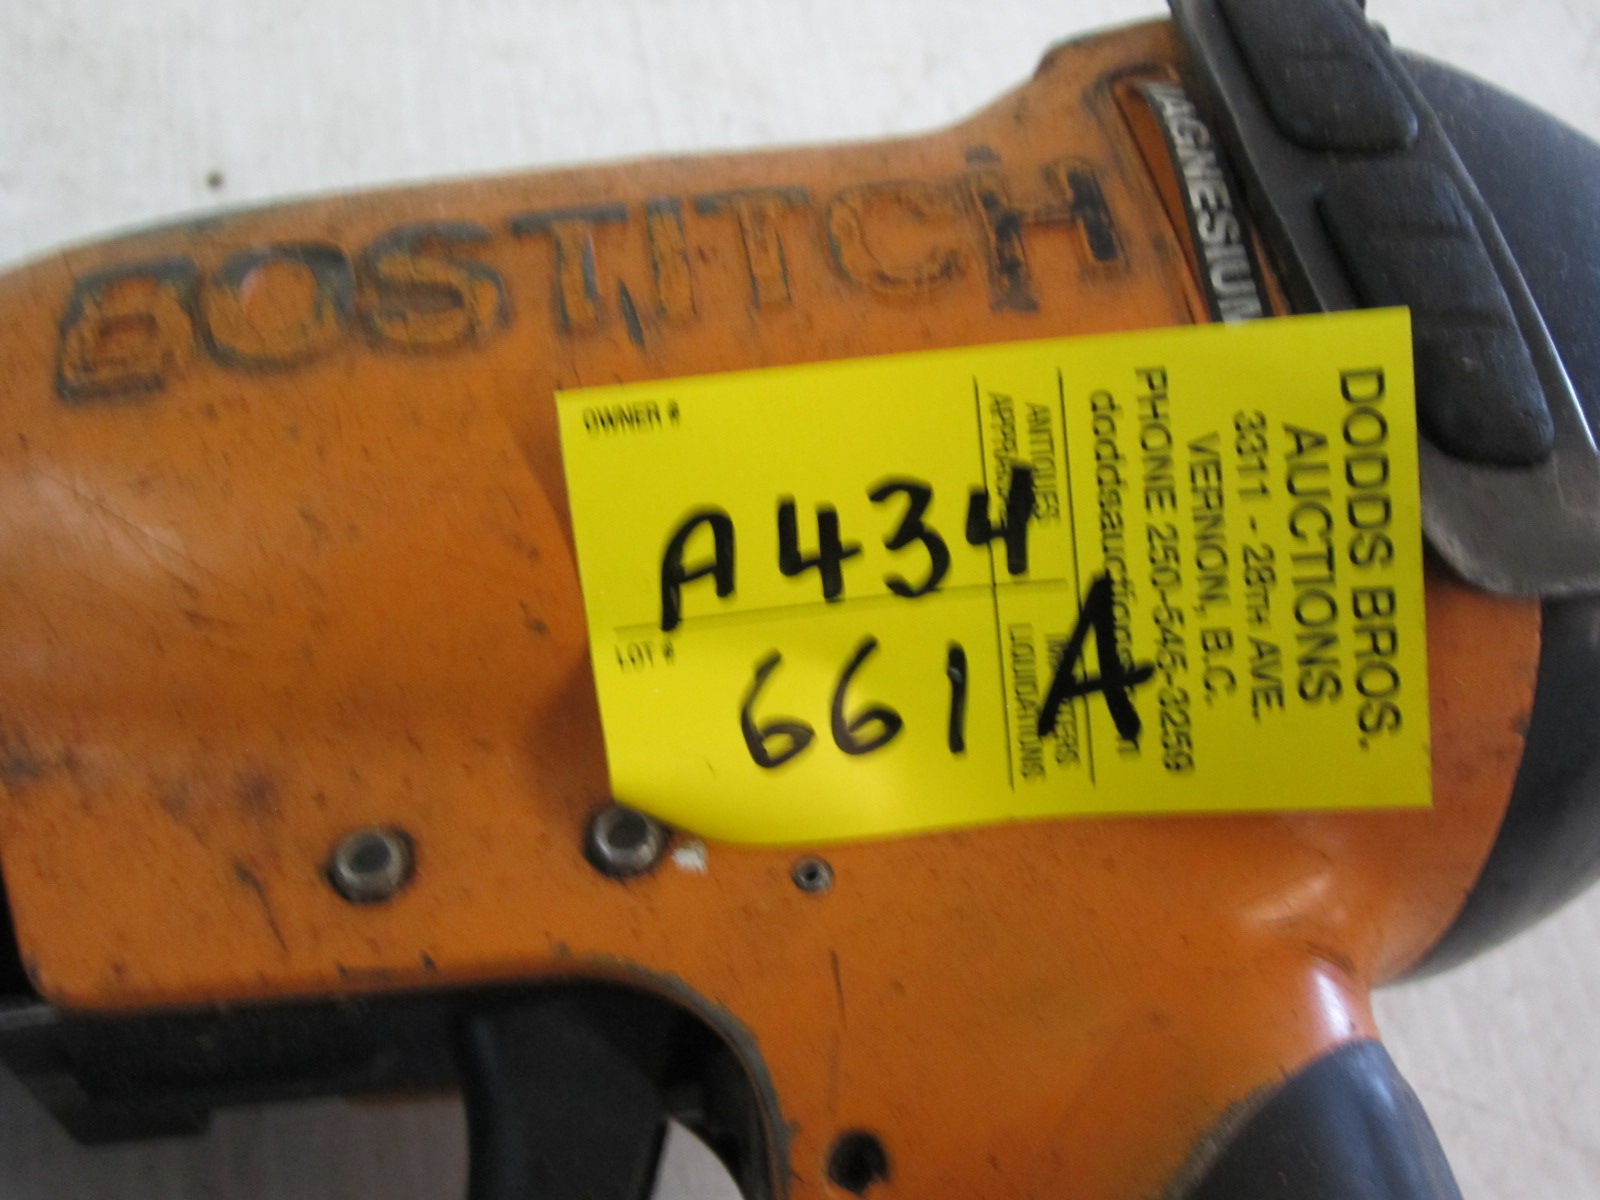 BOSTITCH
MAGNESIUM
OWNER #
A434
LOT #
661A
DODDS BROS.
AUCTIONS
3311 - 28TH AVE.
VERNON, B.C.
PHONE 250-545-3259
ANTIQUES
LIQUIDATIONS